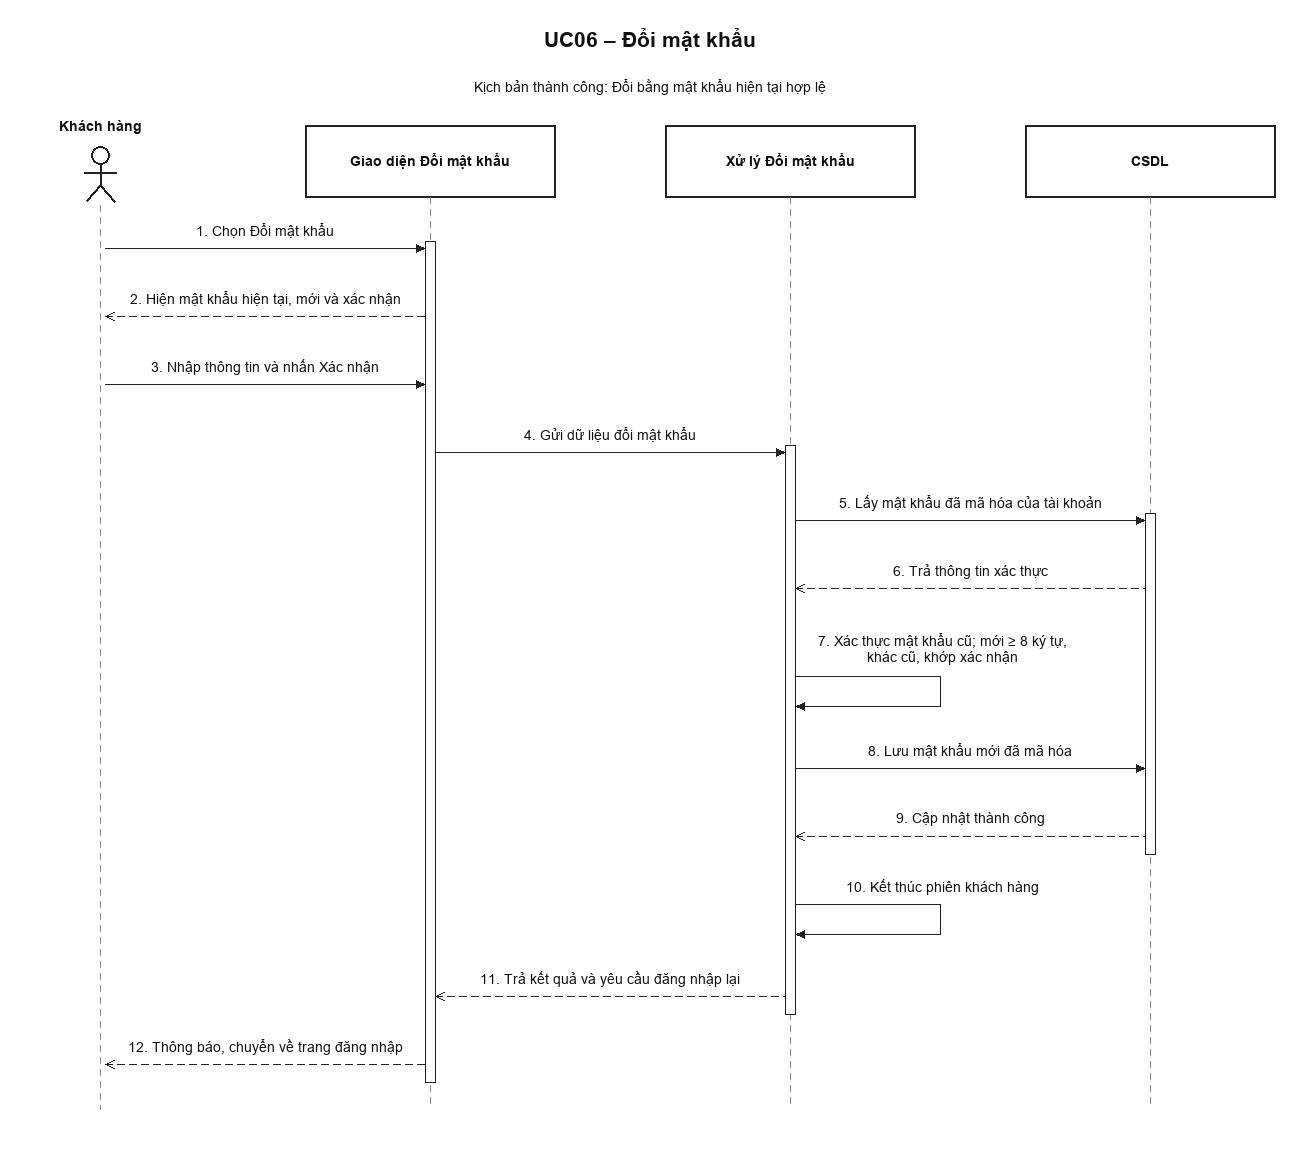 UC06 – Đổi mật khẩu
Kịch bản thành công: Đổi bằng mật khẩu hiện tại hợp lệ
Khách hàng
Giao diện Đổi mật khẩu
Xử lý Đổi mật khẩu
CSDL
1. Chọn Đổi mật khẩu
2. Hiện mật khẩu hiện tại, mới và xác nhận
3. Nhập thông tin và nhấn Xác nhận
4. Gửi dữ liệu đổi mật khẩu
5. Lấy mật khẩu đã mã hóa của tài khoản
6. Trả thông tin xác thực
7. Xác thực mật khẩu cũ; mới ≥ 8 ký tự,
khác cũ, khớp xác nhận
8. Lưu mật khẩu mới đã mã hóa
9. Cập nhật thành công
10. Kết thúc phiên khách hàng
11. Trả kết quả và yêu cầu đăng nhập lại
12. Thông báo, chuyển về trang đăng nhập